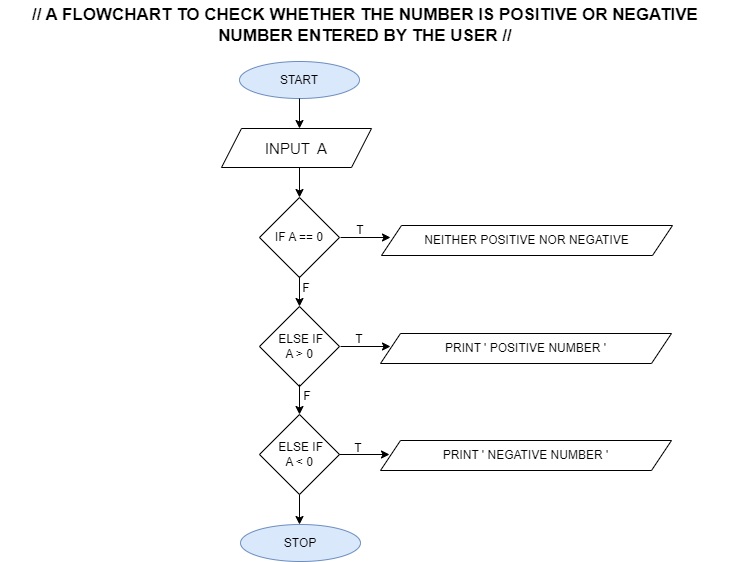 // A FLOWCHART TO CHECK WHETHER THE NUMBER IS POSITIVE OR NEGATIVE
NUMBER ENTERED BY THE USER //
START
INPUT A
IF A == 0
T
NEITHER POSITIVE NOR NEGATIVE
F
ELSE IF
A > 0
T
PRINT ' POSITIVE NUMBER '
F
ELSE IF
A < 0
T
PRINT ' NEGATIVE NUMBER '
STOP